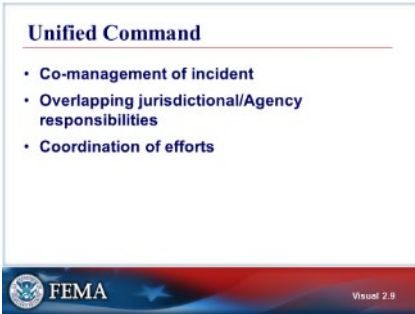 Unified Command
• Co-management of incident
• Overlapping jurisdictional/Agency
responsibilities
• Coordination of efforts
FEMA
Visual 2.9